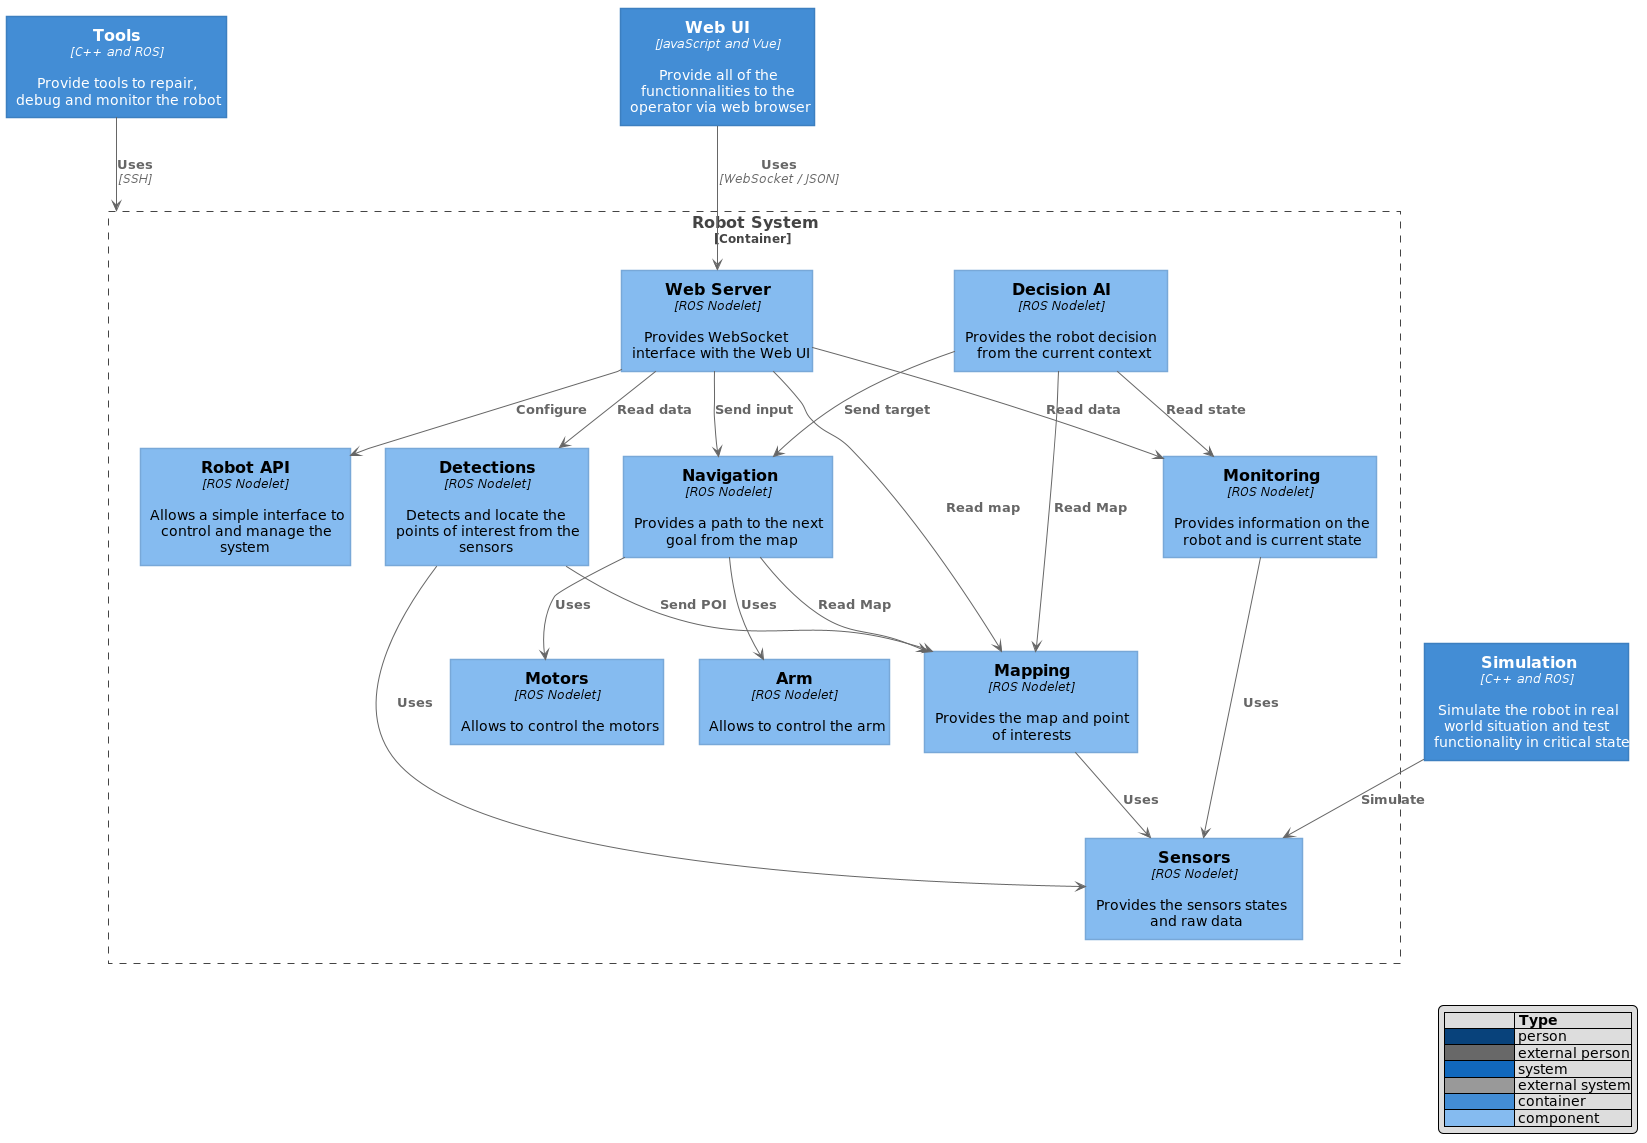 Tools
[C++ and ROS]
Provide tools to repair,
debug and monitor the robot
Web UI
[JavaScript and Vue]
Provide all of the
functionnalities to the
operator via web browser
Uses
[SSH]
Uses
[WebSocket / JSON]
Robot System
[Container]
Web Server
[ROS Nodelet]
Provides WebSocket
interface with the Web UI
Decision AI
[ROS Nodelet]
Provides the robot decision
from the current context
Configure
Read data
Send input
Send target
Read data
Read state
Robot API
[ROS Nodelet]
Allows a simple interface to
control and manage the
system
Detections
[ROS Nodelet]
Detects and locate the
points of interest from the
sensors
Navigation
[ROS Nodelet]
Provides a path to the next
goal from the map
Read map
Read Map
Monitoring
[ROS Nodelet]
Provides information on the
robot and is current state
Uses
Send POI
Uses
Read Map
Motors
[ROS Nodelet]
Allows to control the motors
Arm
[ROS Nodelet]
Allows to control the arm
Mapping
[ROS Nodelet]
Provides the map and point
of interests
Simulation
[C++ and ROS]
Simulate the robot in real
world situation and test
functionality in critical state
Uses
Uses
Uses
Simulate
Sensors
[ROS Nodelet]
Provides the sensors states
and raw data
Type
person
external person
system
external system
container
component